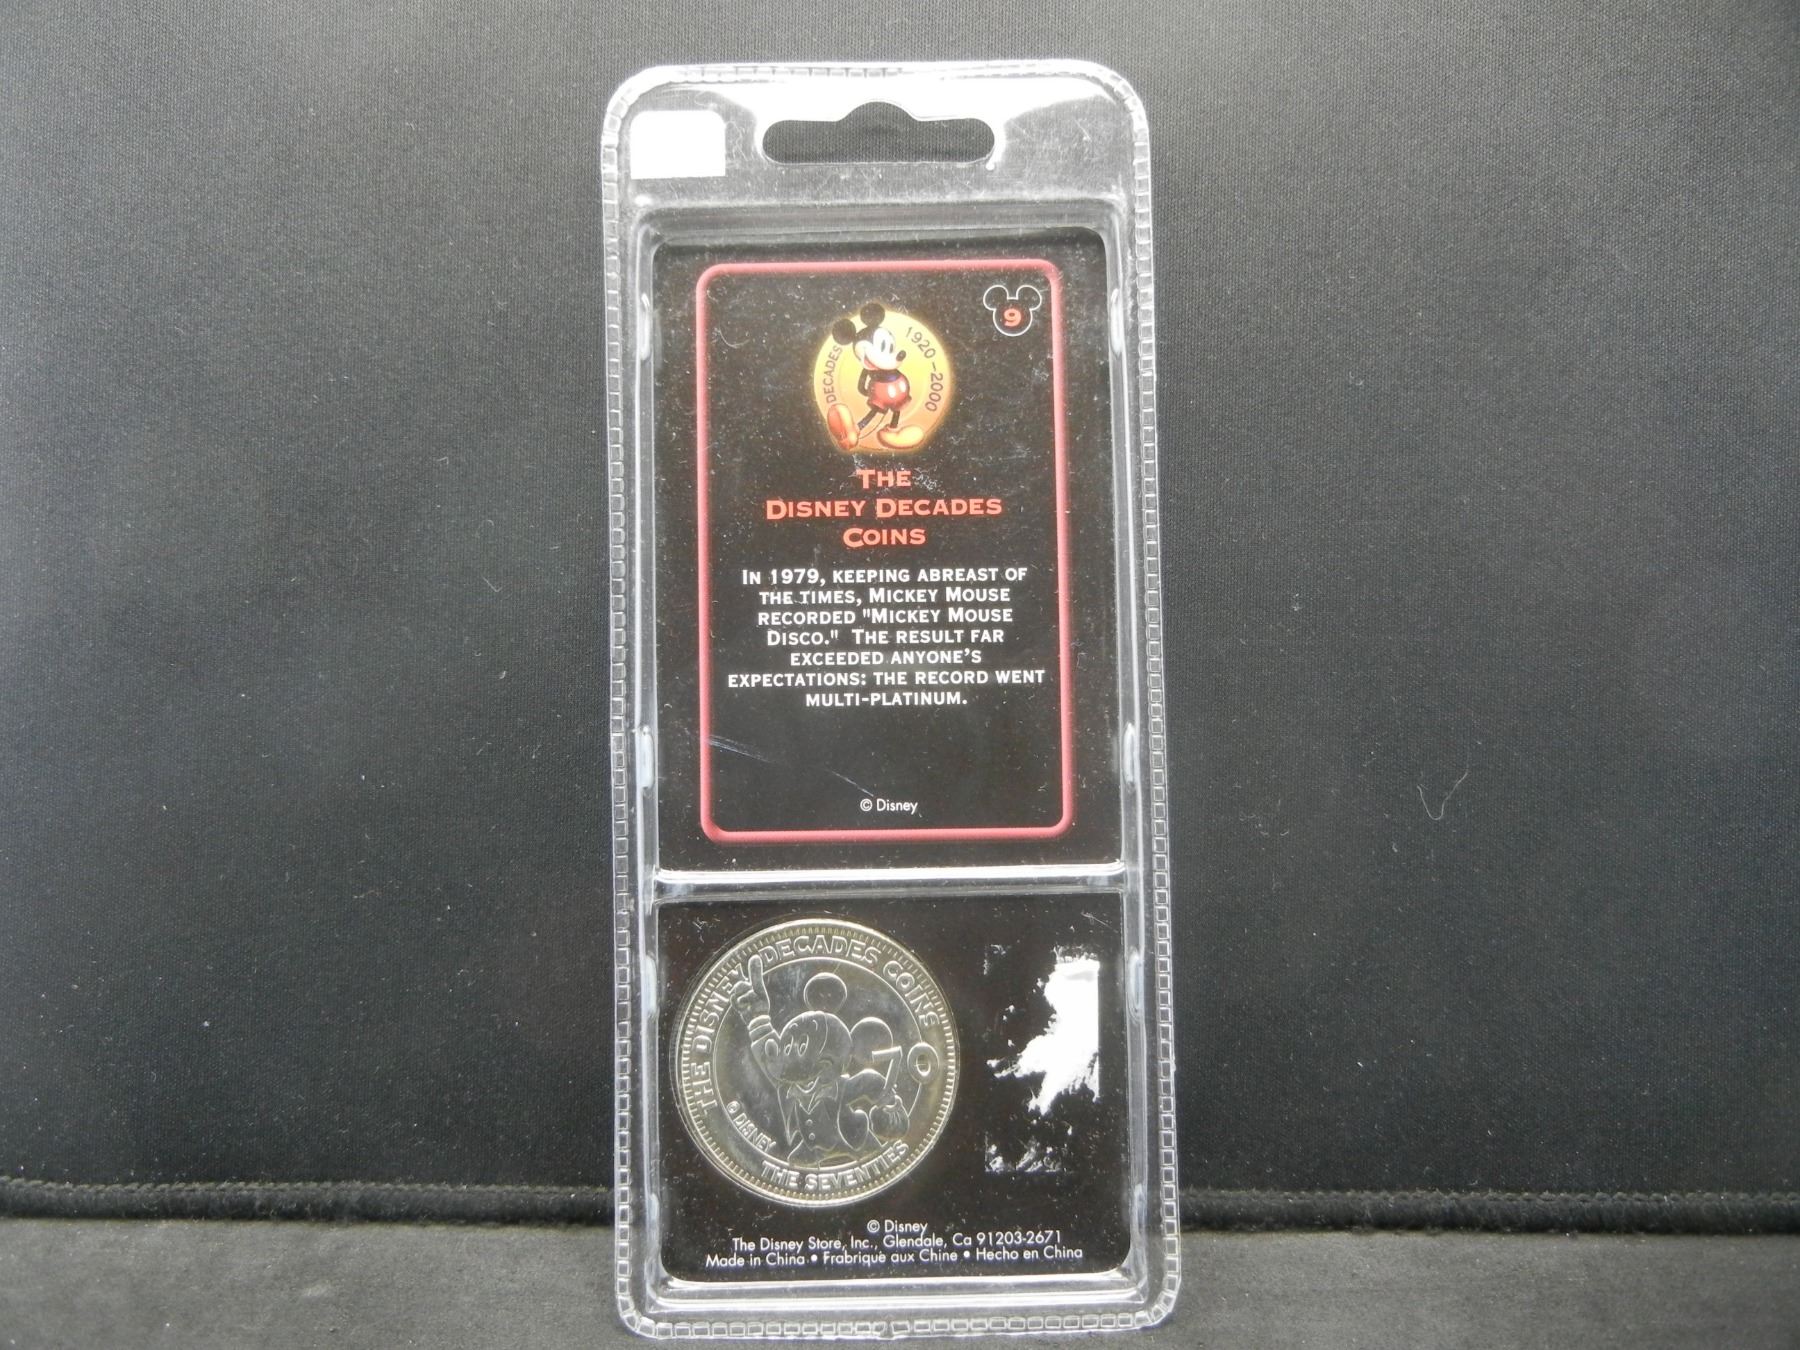 9
DECADES 1920-2000
THE
DISNEY DECADES
COINS
IN 1979, KEEPING ABREAST OF
THE TIMES, MICKEY MOUSE
RECORDED "MICKEY MOUSE
DISCO." THE RESULT FAR
EXCEEDED ANYONE'S
EXPECTATIONS: THE RECORD WENT
MULTI-PLATINUM.
© Disney
THE DISNEY DECADES COINS
70
© DISNEY
THE SEVENTIES
© Disney
The Disney Store, Inc., Glendale, Ca 91203-2671
Made in China • Frabriquè aux Chine • Hecho en China